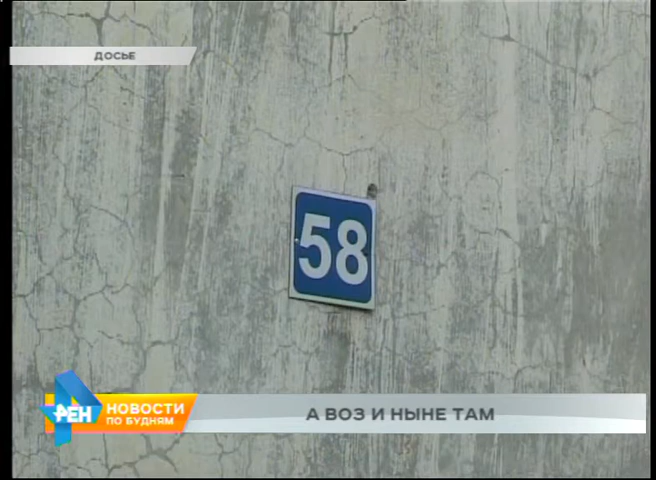 ДОСЬЕ
58
РЕН
НОВОСТИ
ПО БУДНЯМ
А ВОЗ И НЫНЕ ТАМ